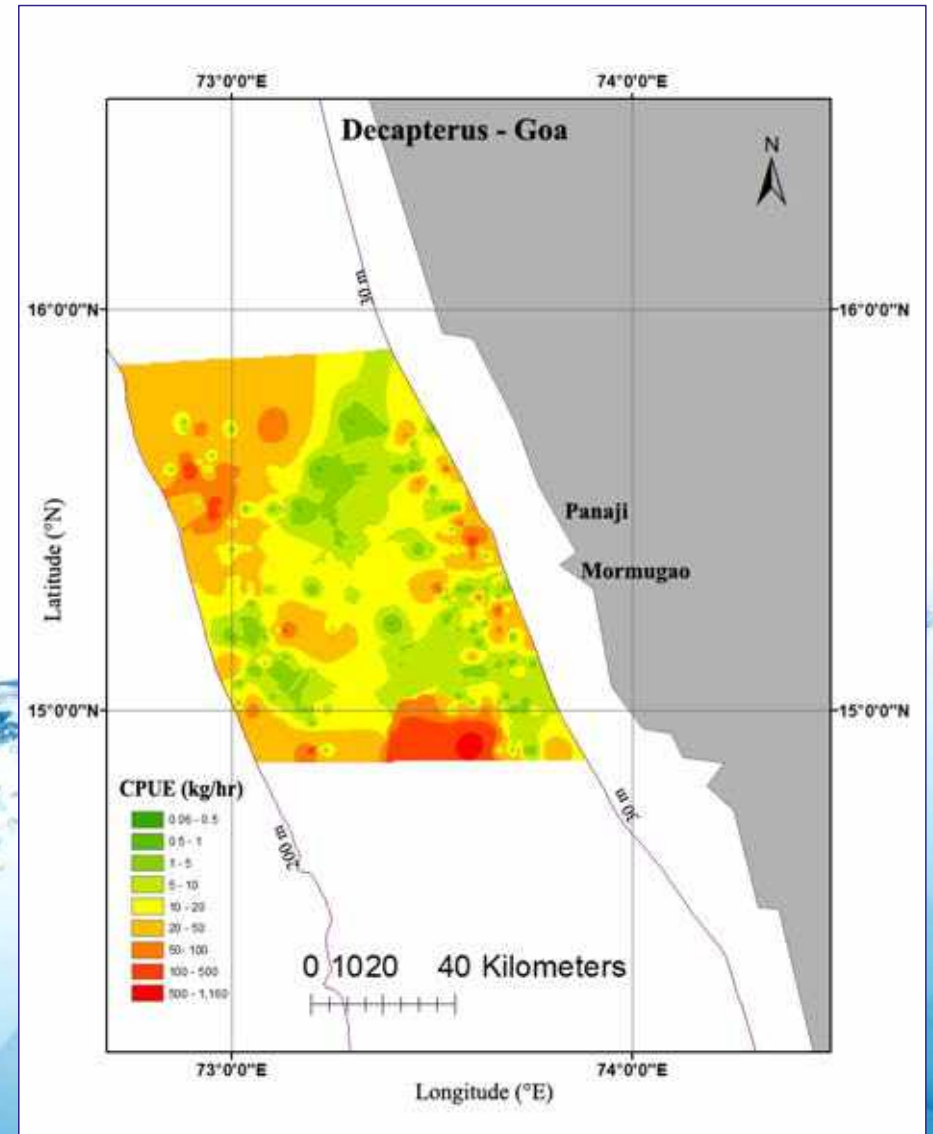 73°0'0"E 74°0'0"E
Decapterus - Goa
N
16°0'0"N 16°0'0"N
30 m
Panaji
Mormugao
Latitude (°N)
15°0'0"N 15°0'0"N
CPUE (kg/hr)
0.06 - 0.5
0.5 - 1
1 - 5
5 - 10
10 - 20
20 - 50
50- 100
100 - 500
500 - 1,160
200 m
30 m
0 1020 40 Kilometers
73°0'0"E 74°0'0"E
Longitude (°E)